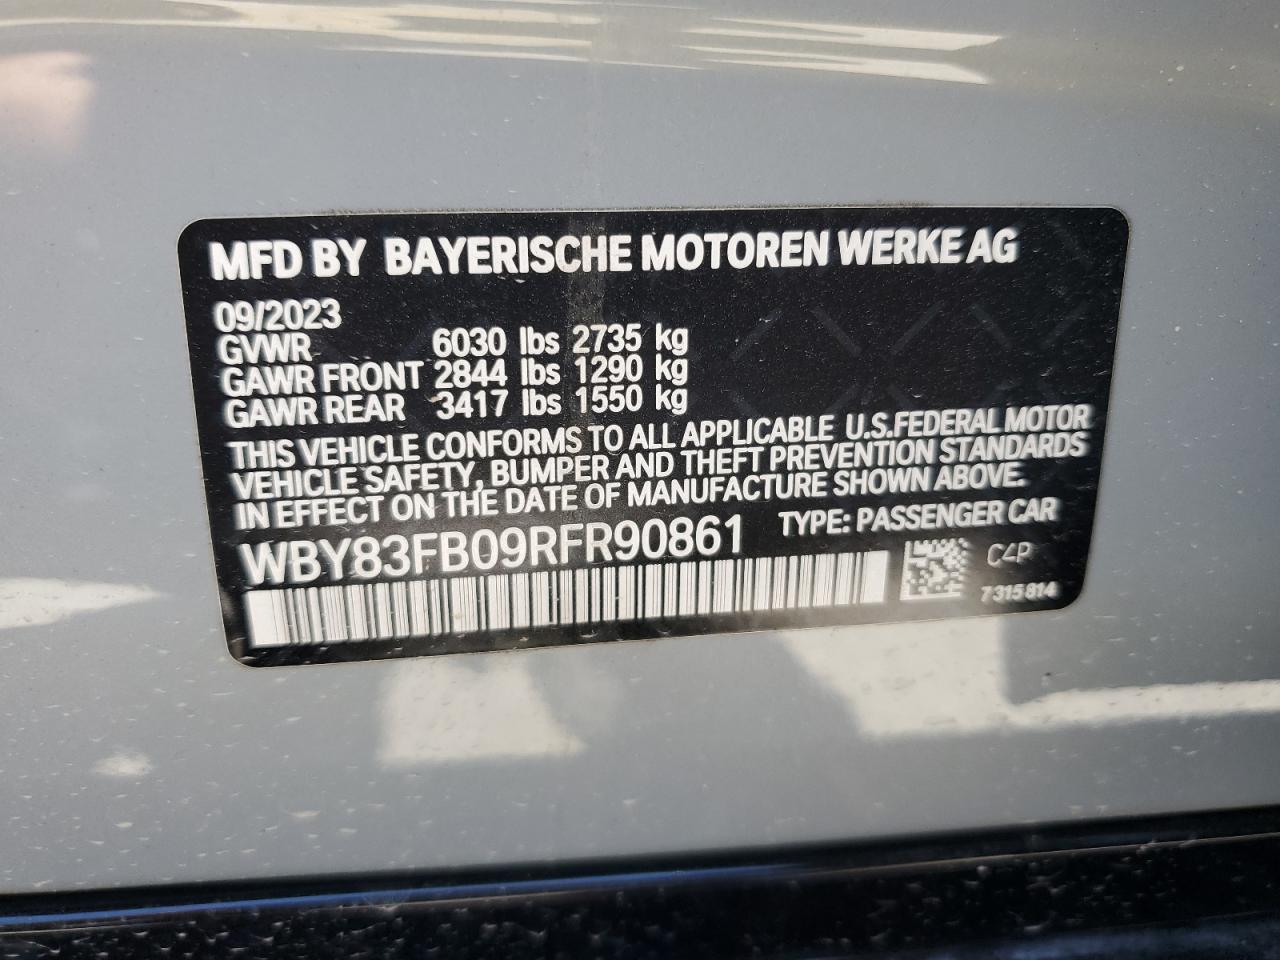 MFD BY BAYERISCHE MOTOREN WERKE AG
09/2023
GVWR 6030 lbs 2735 kg
GAWR FRONT 2844 lbs 1290 kg
GAWR REAR 3417 lbs 1550 kg
THIS VEHICLE CONFORMS TO ALL APPLICABLE U.S.FEDERAL MOTOR
VEHICLE SAFETY, BUMPER AND THEFT PREVENTION STANDARDS
IN EFFECT ON THE DATE OF MANUFACTURE SHOWN ABOVE.
WBY83FB09RFR90861 TYPE: PASSENGER CAR
C4P
7315814